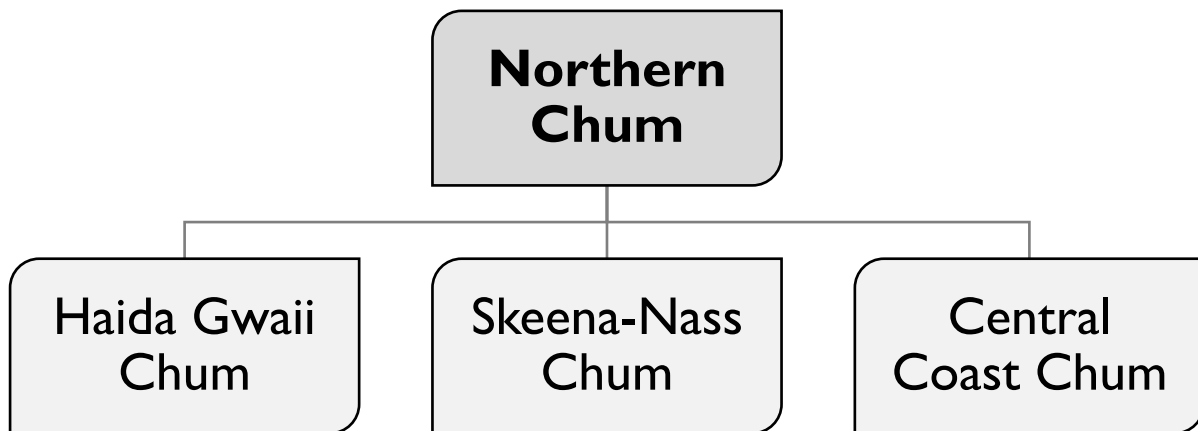 Northern
Chum
Haida Gwaii
Chum
Skeena-Nass
Chum
Central
Coast Chum